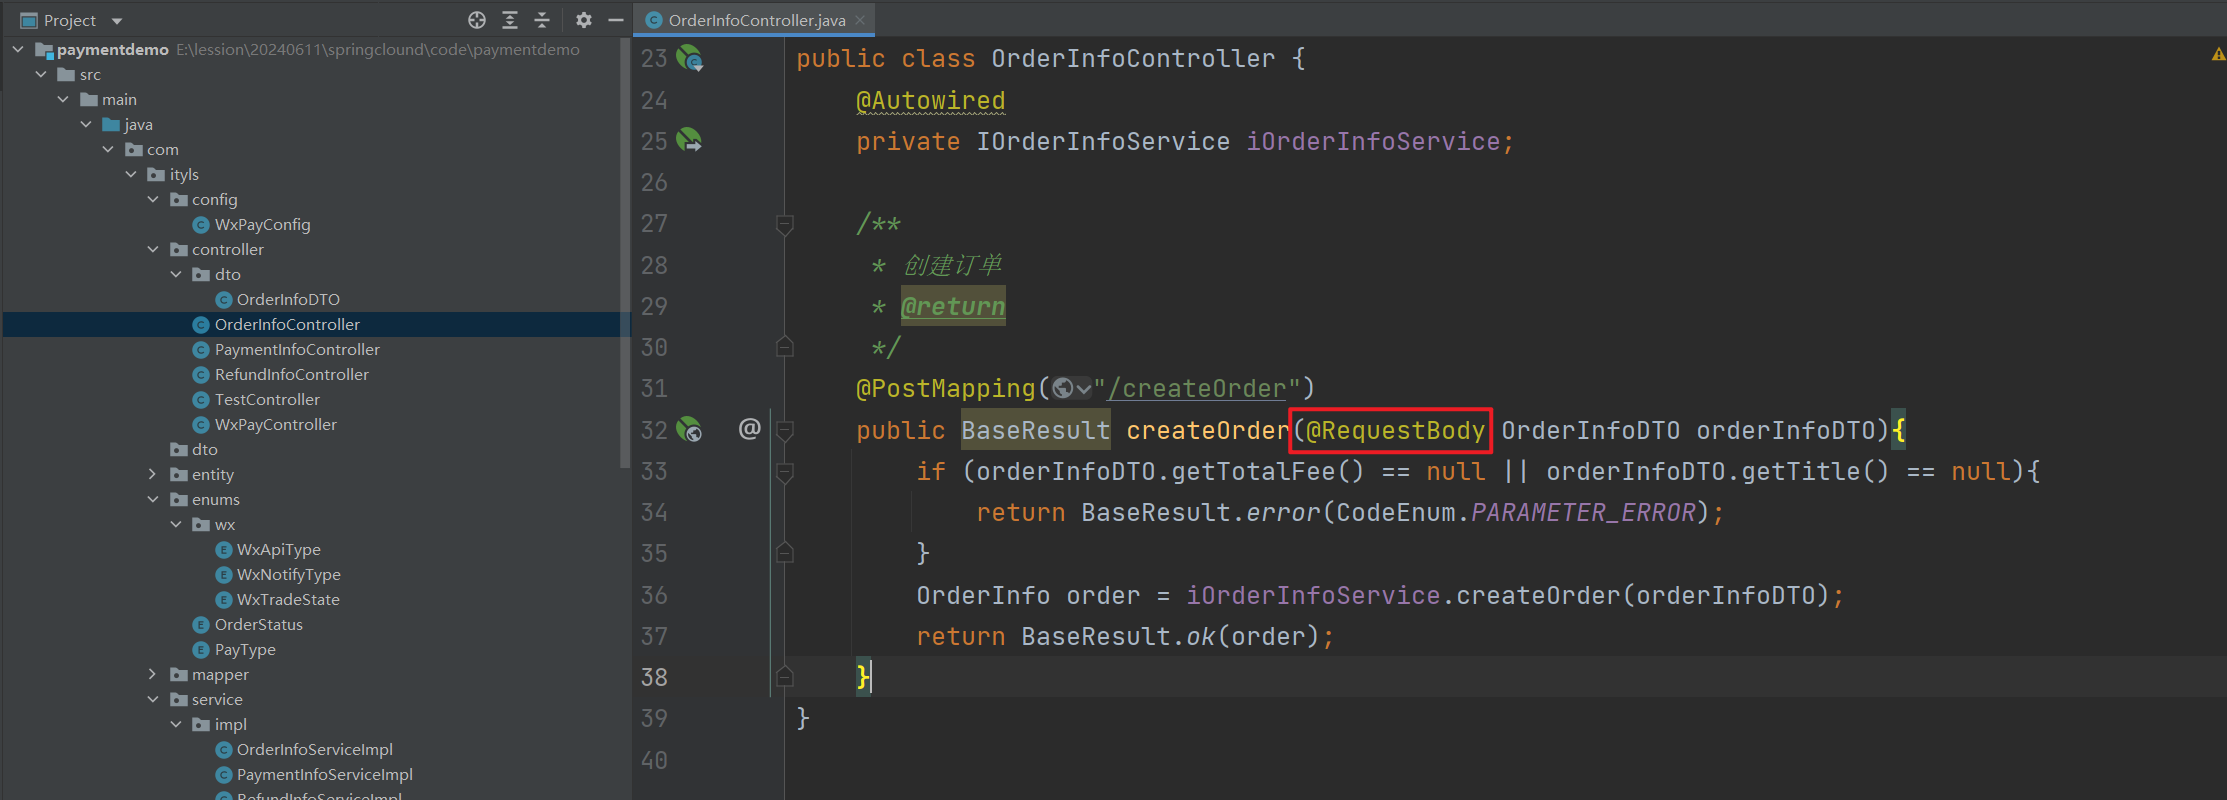 Project
paymentdemo E:\lession\20240611\springclound\code\paymentdemo
src
main
java
com
ityls
config
WxPayConfig
controller
dto
OrderInfoDTO
OrderInfoController
PaymentInfoController
RefundInfoController
TestController
WxPayController
dto
entity
enums
wx
WxApiType
WxNotifyType
WxTradeState
OrderStatus
PayType
mapper
service
impl
OrderInfoServiceImpl
PaymentInfoServiceImpl
RefundInfoServiceImpl
OrderInfoController.java
23 public class OrderInfoController {
24 @Autowired
25 private IOrderInfoService iOrderInfoService;
26
27 /**
28 * 创建订单
29 * @return
30 */
31 @PostMapping("/createOrder")
32 @ public BaseResult createOrder(@RequestBody OrderInfoDTO orderInfoDTO){
33 if (orderInfoDTO.getTotalFee() == null || orderInfoDTO.getTitle() == null){
34 return BaseResult.error(CodeEnum.PARAMETER_ERROR);
35 }
36 OrderInfo order = iOrderInfoService.createOrder(orderInfoDTO);
37 return BaseResult.ok(order);
38 }
39 }
40